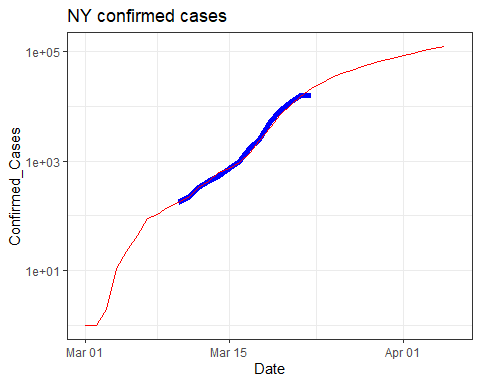 NY confirmed cases
Confirmed_Cases
1e+05
1e+03
1e+01
Mar 01
Mar 15
Apr 01
Date